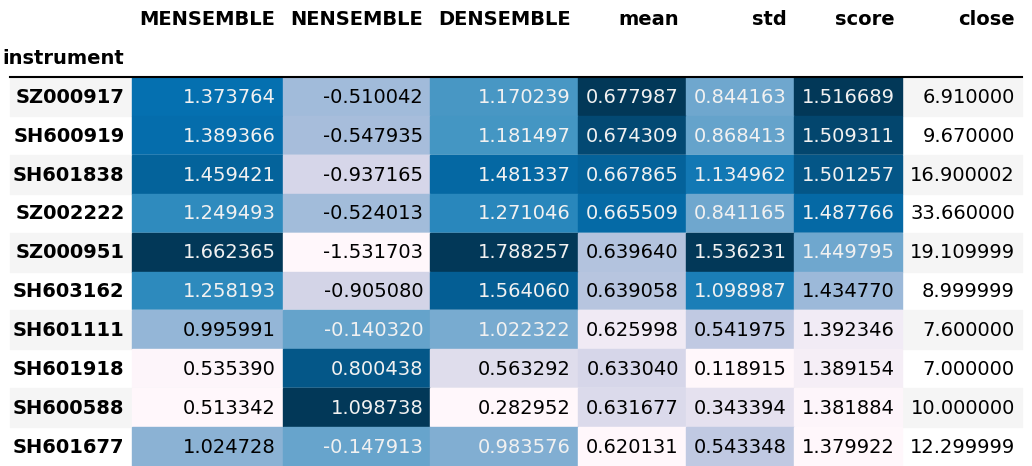 MENSEMBLE NENSEMBLE DENSEMBLE mean std score close
instrument
SZ000917 1.373764 -0.510042 1.170239 0.677987 0.844163 1.516689 6.910000
SH600919 1.389366 -0.547935 1.181497 0.674309 0.868413 1.509311 9.670000
SH601838 1.459421 -0.937165 1.481337 0.667865 1.134962 1.501257 16.900002
SZ002222 1.249493 -0.524013 1.271046 0.665509 0.841165 1.487766 33.660000
SZ000951 1.662365 -1.531703 1.788257 0.639640 1.536231 1.449795 19.109999
SH603162 1.258193 -0.905080 1.564060 0.639058 1.098987 1.434770 8.999999
SH601111 0.995991 -0.140320 1.022322 0.625998 0.541975 1.392346 7.600000
SH601918 0.535390 0.800438 0.563292 0.633040 0.118915 1.389154 7.000000
SH600588 0.513342 1.098738 0.282952 0.631677 0.343394 1.381884 10.000000
SH601677 1.024728 -0.147913 0.983576 0.620131 0.543348 1.379922 12.299999